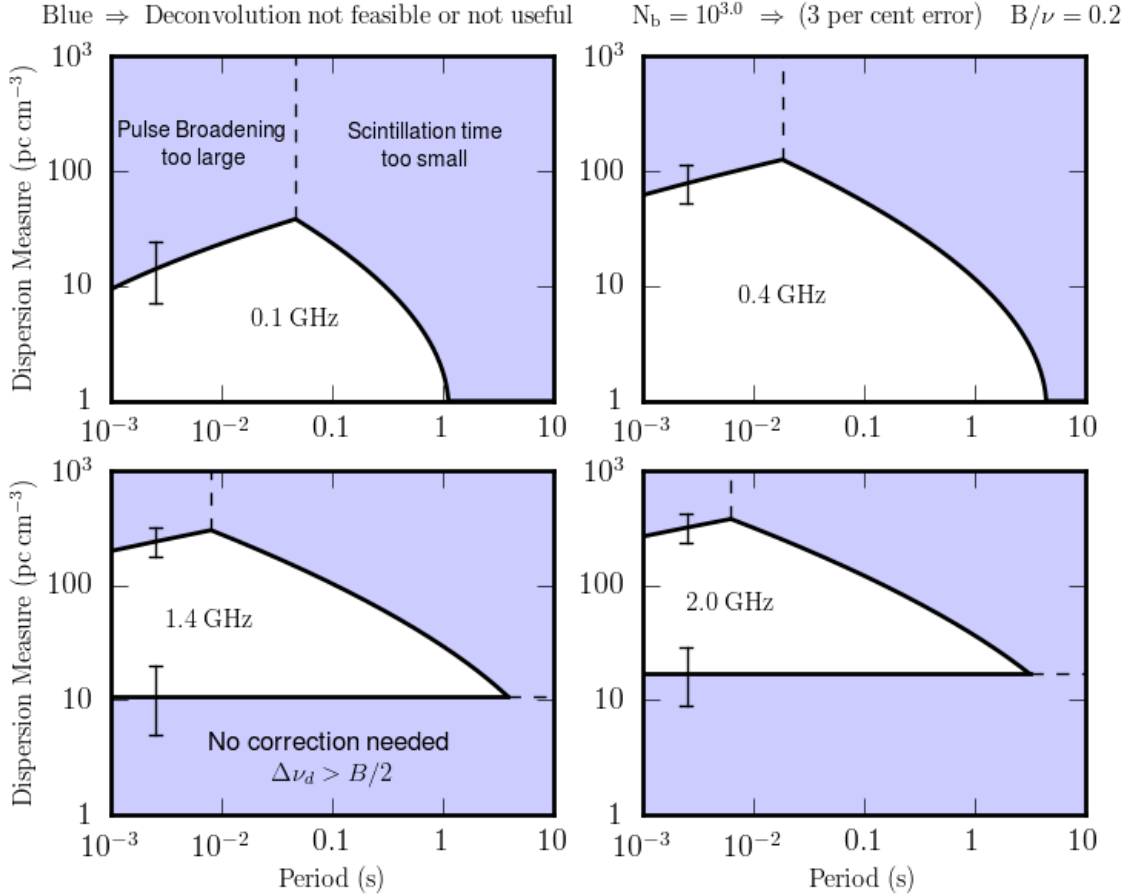 Blue ⇒ Deconvolution not feasible or not useful
N_b = 10^{3.0} ⇒ (3 per cent error) B/ν = 0.2
Dispersion Measure (pc cm^{−3})
10^3
100
10
1
Pulse Broadening
too large
Scintillation time
too small
0.1 GHz
10^{−3} 10^{−2} 0.1 1 10
10^3
100
10
1
0.4 GHz
10^{−3} 10^{−2} 0.1 1 10
Dispersion Measure (pc cm^{−3})
10^3
100
10
1
1.4 GHz
No correction needed
Δν_d > B/2
10^{−3} 10^{−2} 0.1 1 10
Period (s)
10^3
100
10
1
2.0 GHz
10^{−3} 10^{−2} 0.1 1 10
Period (s)